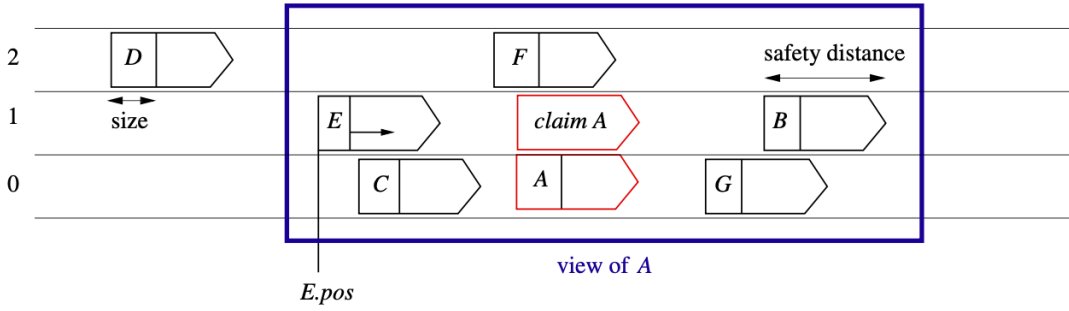 2 D F safety distance
1 size E claim A B
0 C A G
view of A
E.pos